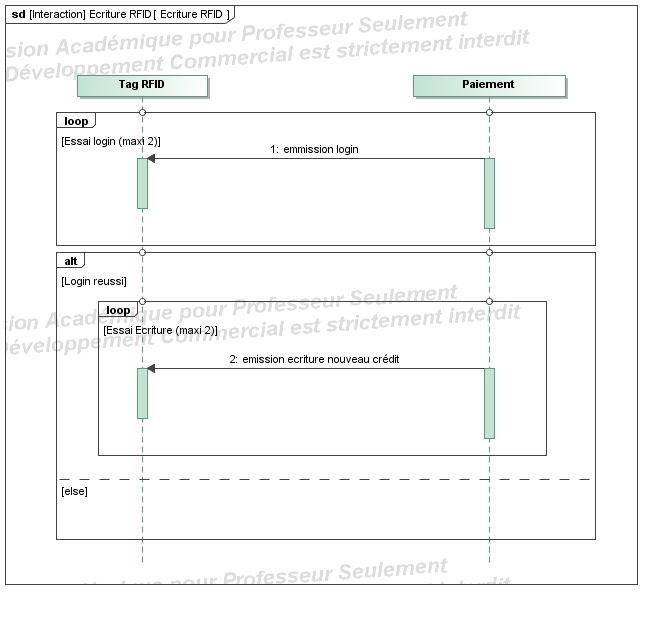 sd [Interaction] Ecriture RFID[ Ecriture RFID ]
sion Académique pour Professeur Seulement
Développement Commercial est strictement interdit
Tag RFID
Paiement
loop
[Essai login (maxi 2)]
1: emmission login
alt
[Login reussi]
sion Académique pour Professeur Seulement
Développement Commercial est strictement interdit
loop
[Essai Ecriture (maxi 2)]
2: emission ecriture nouveau crédit
[else]
pour Professeur Seulement